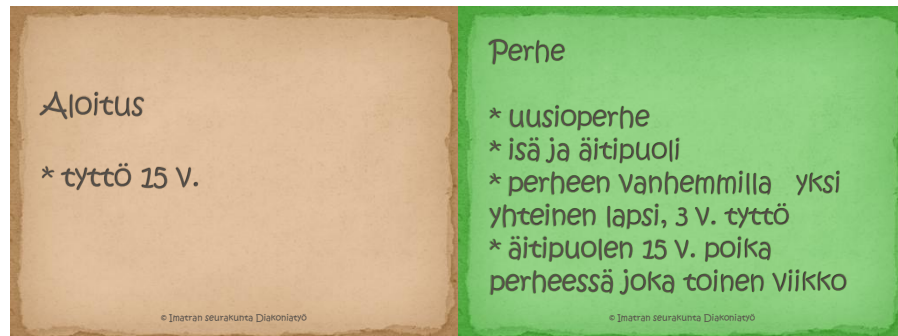 Aloitus
* tyttö 15 v.
© Imatran seurakunta Diakoniatyö
Perhe
* uusioperhe
* isä ja äitipuoli
* perheen vanhemmilla yksi
yhteinen lapsi, 3 v. tyttö
* äitipuolen 15 v. poika
perheessä joka toinen viikko
© Imatran seurakunta Diakoniatyö